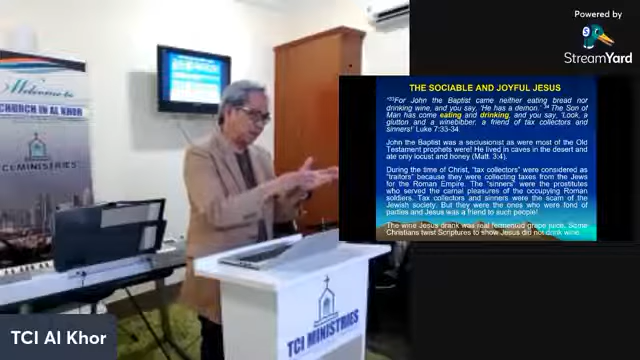 Powered by
StreamYard
Welcome to
CHURCH IN AL KHOR
TCI MINISTRIES
THE SOCIABLE AND JOYFUL JESUS
"³³For John the Baptist came neither eating bread nor
drinking wine, and you say, 'He has a demon.' ³⁴ The Son of
Man has come eating and drinking, and you say, 'Look, a
glutton and a winebibber, a friend of tax collectors and
sinners!' Luke 7:33-34
John the Baptist was a seclusionist as were most of the Old
Testament prophets were! He lived in caves in the desert and
ate only locust and honey (Matt. 3:4).
During the time of Christ, "tax collectors" were considered as
"traitors" because they were collecting taxes from the Jews
for the Roman Empire. The "sinners" were the prostitutes
who served the carnal pleasures of the occupying Roman
soldiers. Tax collectors and sinners were the scum of the
Jewish society. But they were the ones who were fond of
parties and Jesus was a friend to such people!
The wine Jesus drank was real fermented grape juice. Some
Christians twist Scriptures to show Jesus did not drink wine.
TCI MINISTRIES
TCI Al Khor